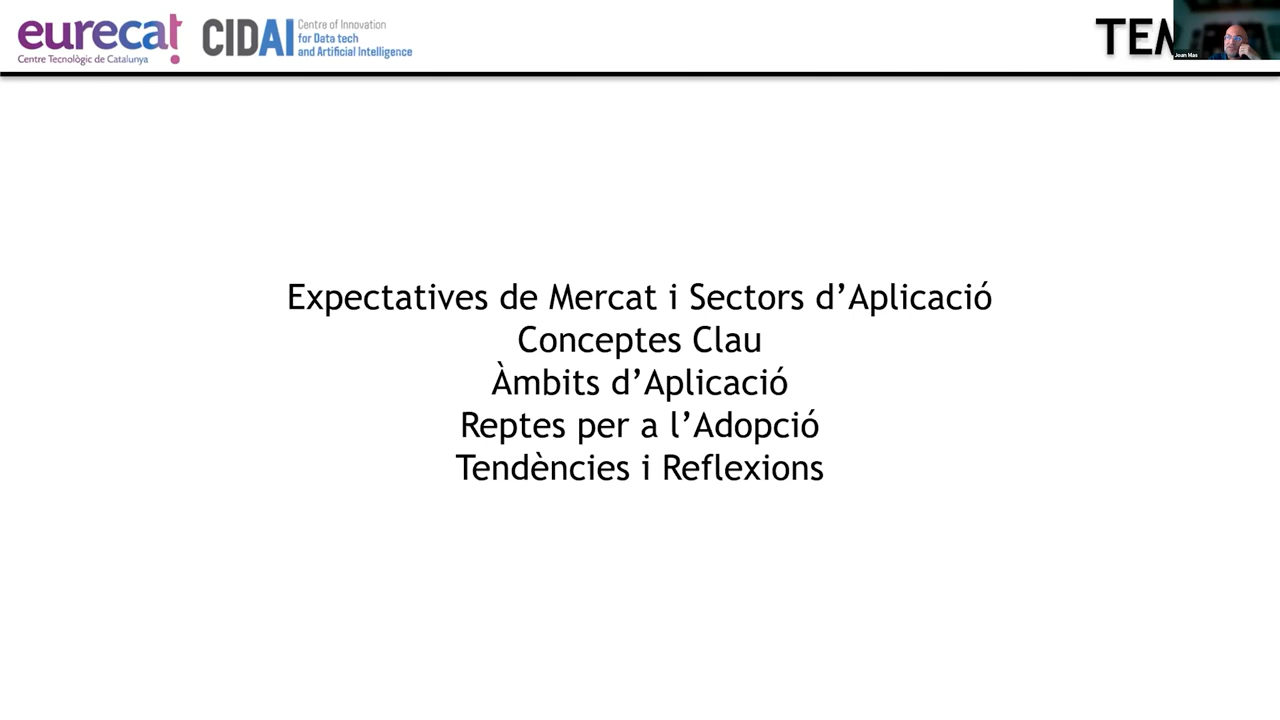 eurecat
Centre Tecnològic de Catalunya
CIDAI
Centre of Innovation
for Data tech
and Artificial Intelligence
Joan Mas
Expectatives de Mercat i Sectors d’Aplicació
Conceptes Clau
Àmbits d’Aplicació
Reptes per a l’Adopció
Tendències i Reflexions